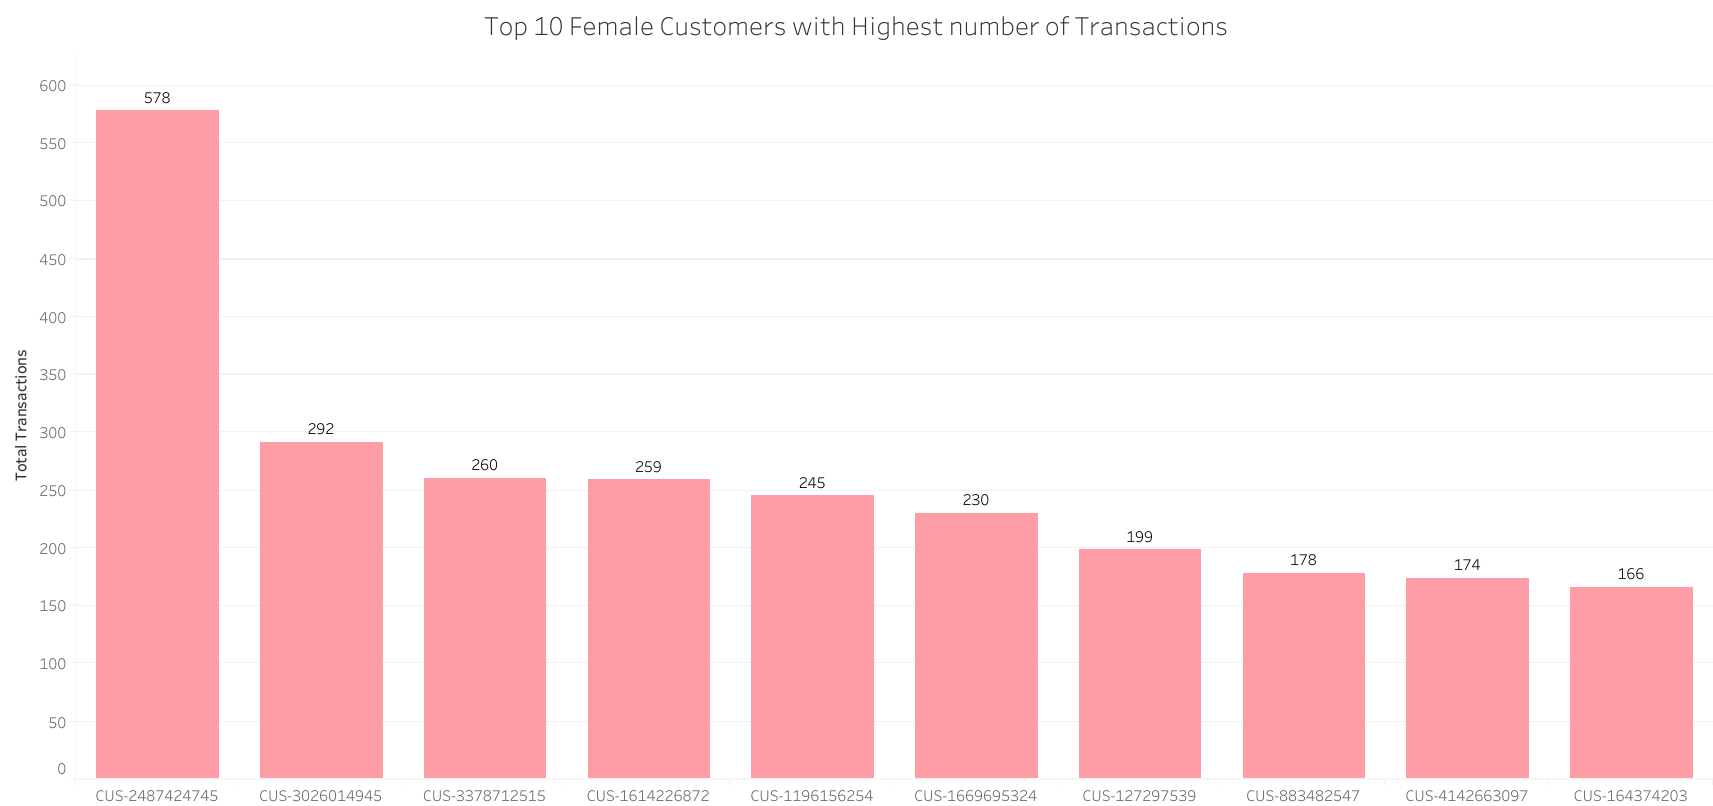 Top 10 Female Customers with Highest number of Transactions
Total Transactions
600
550
500
450
400
350
300
250
200
150
100
50
0
578
292
260
259
245
230
199
178
174
166
CUS-2487424745
CUS-3026014945
CUS-3378712515
CUS-1614226872
CUS-1196156254
CUS-1669695324
CUS-127297539
CUS-883482547
CUS-4142663097
CUS-164374203